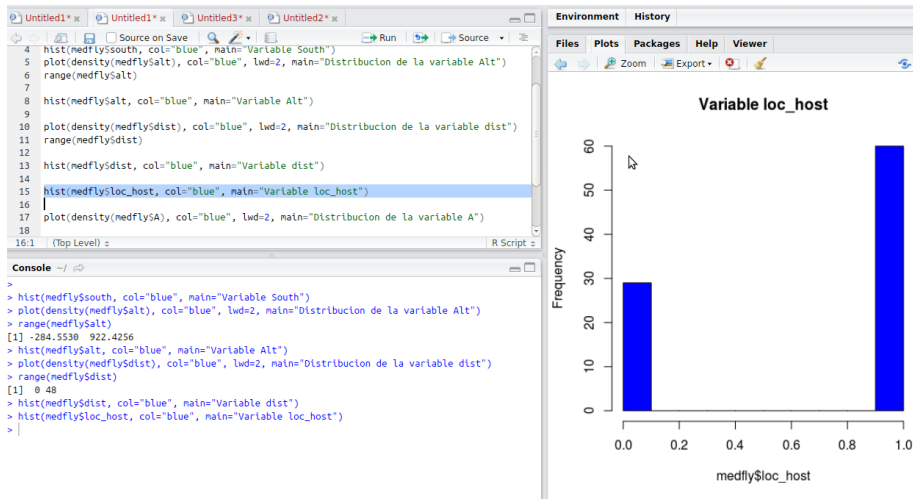 Untitled1* × Untitled1* × Untitled3* × Untitled2* ×
Source on Save Run Source
4 hist(medfly$south, col="blue", main="Variable South")
5 plot(density(medfly$alt), col="blue", lwd=2, main="Distribucion de la variable Alt")
6 range(medfly$alt)
7
8 hist(medfly$alt, col="blue", main="Variable Alt")
9
10 plot(density(medfly$dist), col="blue", lwd=2, main="Distribucion de la variable dist")
11 range(medfly$dist)
12
13 hist(medfly$dist, col="blue", main="Variable dist")
14
15 hist(medfly$loc_host, col="blue", main="Variable loc_host")
16
17 plot(density(medfly$A), col="blue", lwd=2, main="Distribucion de la variable A")
18
16:1 (Top Level) R Script
Console ~/
>
> hist(medfly$south, col="blue", main="Variable South")
> plot(density(medfly$alt), col="blue", lwd=2, main="Distribucion de la variable Alt")
> range(medfly$alt)
[1] -284.5530 922.4256
> hist(medfly$alt, col="blue", main="Variable Alt")
> plot(density(medfly$dist), col="blue", lwd=2, main="Distribucion de la variable dist")
> range(medfly$dist)
[1] 0 48
> hist(medfly$dist, col="blue", main="Variable dist")
> hist(medfly$loc_host, col="blue", main="Variable loc_host")
>
Environment History
Files Plots Packages Help Viewer
Zoom Export
Variable loc_host
Frequency
60
50
40
30
20
10
0
0.0 0.2 0.4 0.6 0.8 1.0
medfly$loc_host